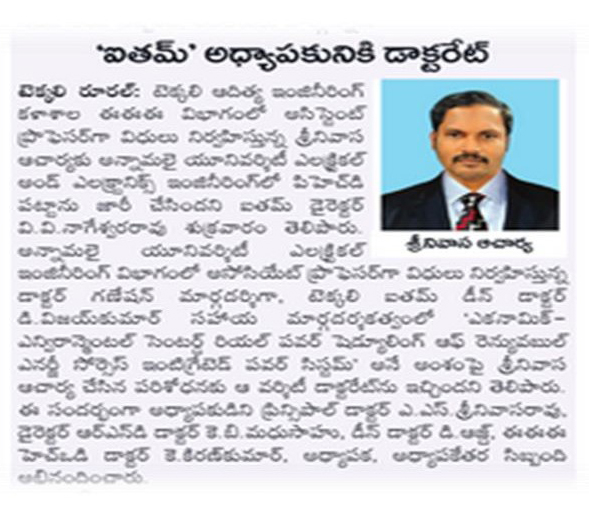 ‘ఐతమ్’ అధ్యాపకునికి డాక్టరేట్
టెక్కలి రూరల్: టెక్కలి ఆదిత్య ఇంజినీరింగ్
కళాశాల ఈఈఈ విభాగంలో అసిస్టెంట్
ప్రొఫెసర్‌గా విధులు నిర్వహిస్తున్న శ్రీనివాస
ఆచార్యకు అన్నామలై యూనివర్శిటీ ఎలక్ట్రికల్
అండ్ ఎలక్ట్రానిక్స్ ఇంజినీరింగ్‌లో పిహెచ్‌డి
పట్టాను జారీ చేసిందని ఐతమ్ డైరెక్టర్
వి.వి.నాగేశ్వరరావు శుక్రవారం తెలిపారు.
అన్నామలై యూనివర్శిటీ ఎలక్ట్రికల్
శ్రీనివాస ఆచార్య
ఇంజినీరింగ్ విభాగంలో అసోసియేట్ ప్రొఫెసర్‌గా విధులు నిర్వహిస్తున్న
డాక్టర్ గణేషన్ మార్గదర్శిగా, టెక్కలి ఐతమ్ డీన్ డాక్టర్
డి.విజయ్‌కుమార్ సహాయ మార్గదర్శకత్వంలో ‘ఎకనామిక్-
ఎన్విరాన్మెంటల్ సెంటర్డ్ రియల్ పవర్ షెడ్యూలింగ్ ఆఫ్ రెన్యువబుల్
ఎనర్జీ సోర్సెస్ ఇంటిగ్రేటెడ్ పవర్ సిస్టమ్’ అనే అంశంపై శ్రీనివాస
ఆచార్య చేసిన పరిశోధనకు ఆ వర్శిటీ డాక్టరేట్‌ను ఇచ్చిందని తెలిపారు.
ఈ సందర్భంగా అధ్యాపకుడిని ప్రిన్సిపాల్ డాక్టర్ ఎ.ఎస్.శ్రీనివాసరావు,
డైరెక్టర్ ఆర్ఎన్‌డి డాక్టర్ కె.బి.మధుసాహు, డీన్ డాక్టర్ డి.అజ్జ్, ఈఈఈ
హెచ్ఒడి డాక్టర్ కె.కిరణ్‌కుమార్, అధ్యాపక, అధ్యాపకేతర సిబ్బంది
అభినందించారు.